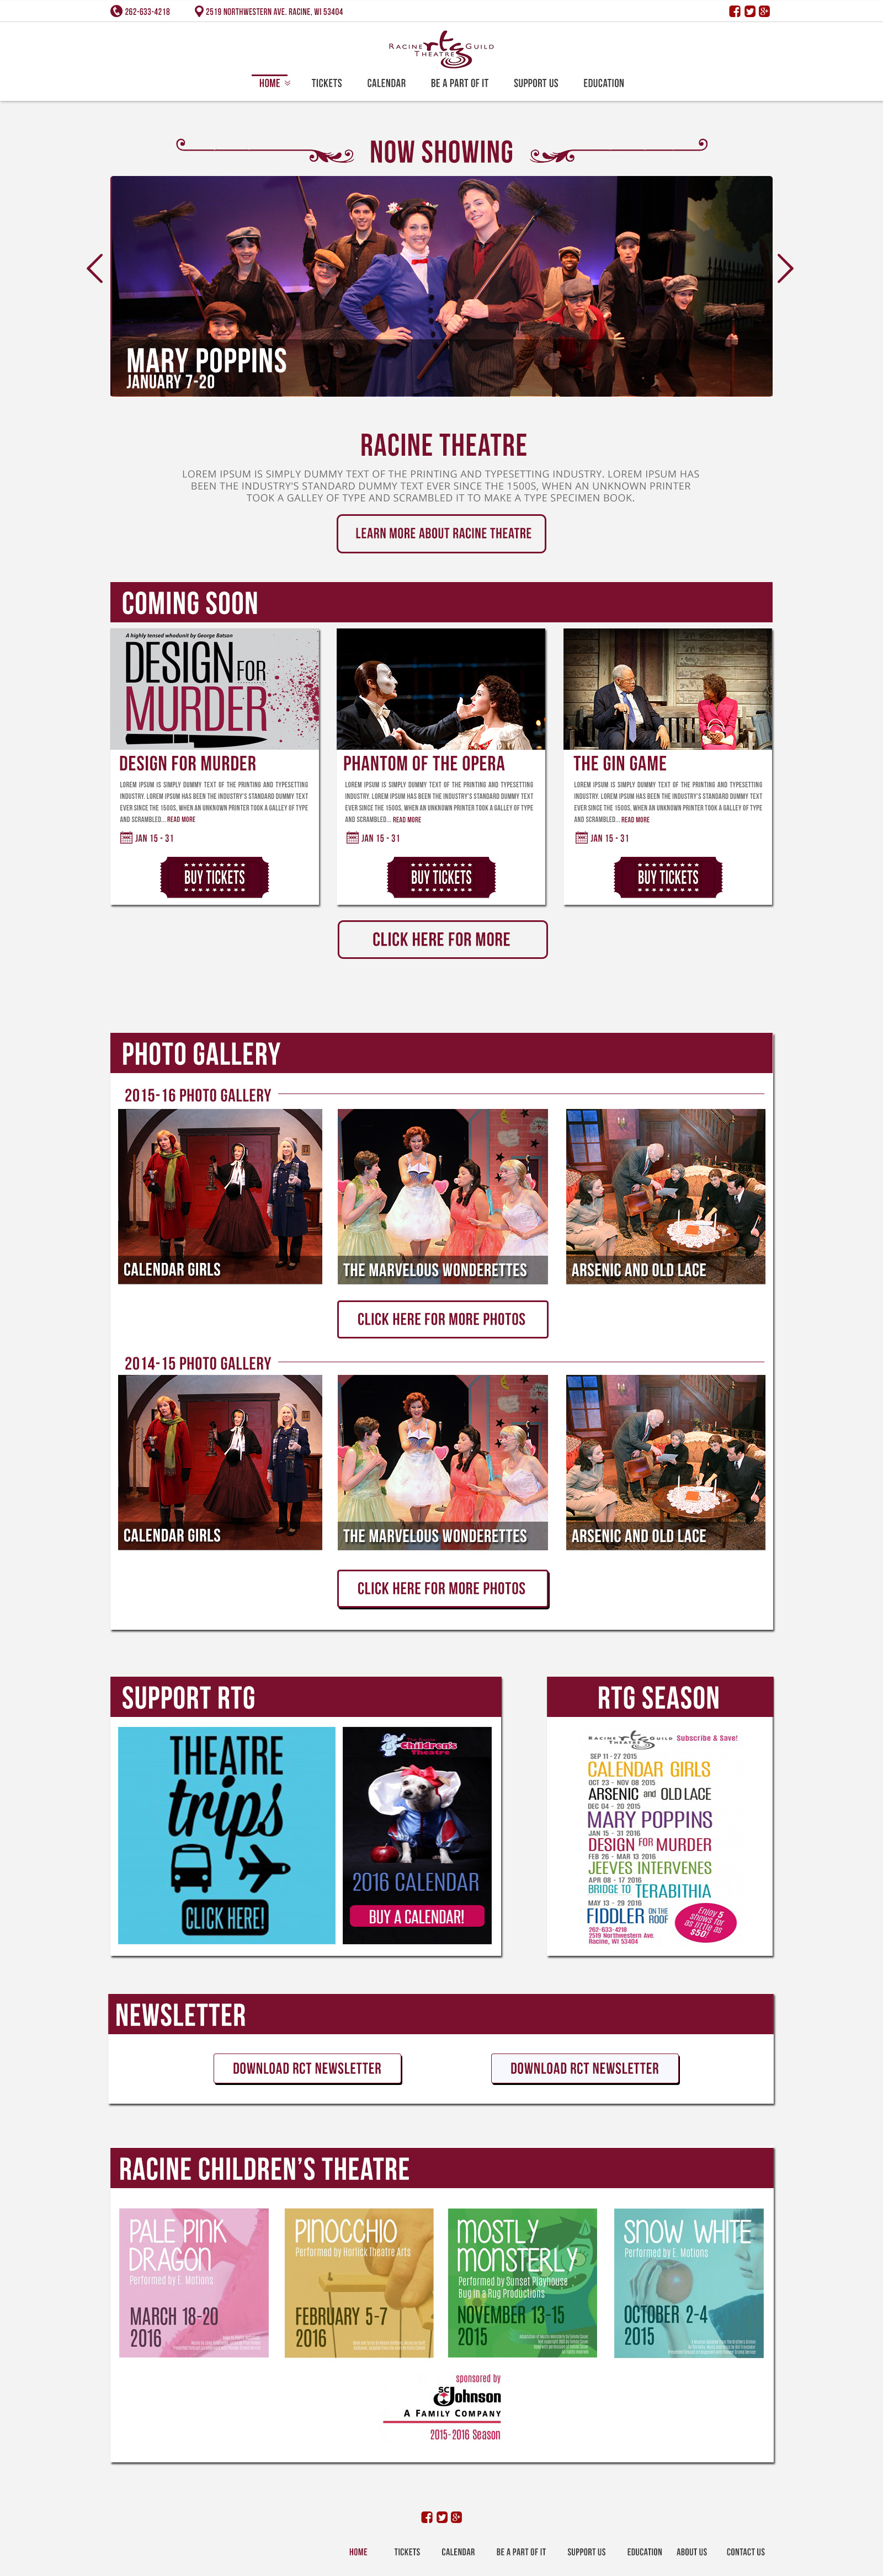 262-633-4218
2519 NORTHWESTERN AVE. RACINE, WI 53404
RACINE rtg GUILD
THEATRE
HOME
TICKETS
CALENDAR
BE A PART OF IT
SUPPORT US
EDUCATION
NOW SHOWING
MARY POPPINS
JANUARY 7-20
RACINE THEATRE
LOREM IPSUM IS SIMPLY DUMMY TEXT OF THE PRINTING AND TYPESETTING INDUSTRY. LOREM IPSUM HAS
BEEN THE INDUSTRY'S STANDARD DUMMY TEXT EVER SINCE THE 1500S, WHEN AN UNKNOWN PRINTER
TOOK A GALLEY OF TYPE AND SCRAMBLED IT TO MAKE A TYPE SPECIMEN BOOK.
LEARN MORE ABOUT RACINE THEATRE
COMING SOON
A highly tensed whodunit by George Batson
DESIGN FOR
MURDER
DESIGN FOR MURDER
LOREM IPSUM IS SIMPLY DUMMY TEXT OF THE PRINTING AND TYPESETTING
INDUSTRY. LOREM IPSUM HAS BEEN THE INDUSTRY'S STANDARD DUMMY TEXT
EVER SINCE THE 1500S, WHEN AN UNKNOWN PRINTER TOOK A GALLEY OF TYPE
AND SCRAMBLED... READ MORE
JAN 15 - 31
BUY TICKETS
PHANTOM OF THE OPERA
LOREM IPSUM IS SIMPLY DUMMY TEXT OF THE PRINTING AND TYPESETTING
INDUSTRY. LOREM IPSUM HAS BEEN THE INDUSTRY'S STANDARD DUMMY TEXT
EVER SINCE THE 1500S, WHEN AN UNKNOWN PRINTER TOOK A GALLEY OF TYPE
AND SCRAMBLED... READ MORE
JAN 15 - 31
BUY TICKETS
THE GIN GAME
LOREM IPSUM IS SIMPLY DUMMY TEXT OF THE PRINTING AND TYPESETTING
INDUSTRY. LOREM IPSUM HAS BEEN THE INDUSTRY'S STANDARD DUMMY TEXT
EVER SINCE THE 1500S, WHEN AN UNKNOWN PRINTER TOOK A GALLEY OF TYPE
AND SCRAMBLED... READ MORE
JAN 15 - 31
BUY TICKETS
CLICK HERE FOR MORE
PHOTO GALLERY
2015-16 PHOTO GALLERY
CALENDAR GIRLS
THE MARVELOUS WONDERETTES
ARSENIC AND OLD LACE
CLICK HERE FOR MORE PHOTOS
2014-15 PHOTO GALLERY
CALENDAR GIRLS
THE MARVELOUS WONDERETTES
ARSENIC AND OLD LACE
CLICK HERE FOR MORE PHOTOS
SUPPORT RTG
THEATRE
trips
CLICK HERE!
Children's
Theatre
2016 CALENDAR
BUY A CALENDAR!
RTG SEASON
RACINE rtg GUILD
THEATRE
Subscribe & Save!
SEP 11 - 27 2015
CALENDAR GIRLS
OCT 23 - NOV 08 2015
ARSENIC and OLD LACE
DEC 04 - 20 2015
MARY POPPINS
JAN 15 - 31 2016
DESIGN FOR MURDER
FEB 26 - MAR 13 2016
JEEVES INTERVENES
APR 08 - 17 2016
BRIDGE TO TERABITHIA
MAY 13 - 29 2016
FIDDLER ON THE ROOF
262-633-4218
2519 Northwestern Ave.
Racine, WI 53404
Enjoy 5
shows for
as little as
$50!
NEWSLETTER
DOWNLOAD RCT NEWSLETTER
DOWNLOAD RCT NEWSLETTER
RACINE CHILDREN'S THEATRE
PALE PINK
DRAGON
Performed by E. Motions
MARCH 18-20
2016
PINOCCHIO
Performed by Horlick Theatre Arts
FEBRUARY 5-7
2016
MOSTLY
MONSTERLY
Performed by Sunset Playhouse
Bug in a Rug Productions
NOVEMBER 13-15
2015
SNOW WHITE
Performed by E. Motions
OCTOBER 2-4
2015
sponsored by
SC Johnson
A FAMILY COMPANY
2015-2016 Season
HOME
TICKETS
CALENDAR
BE A PART OF IT
SUPPORT US
EDUCATION
ABOUT US
CONTACT US